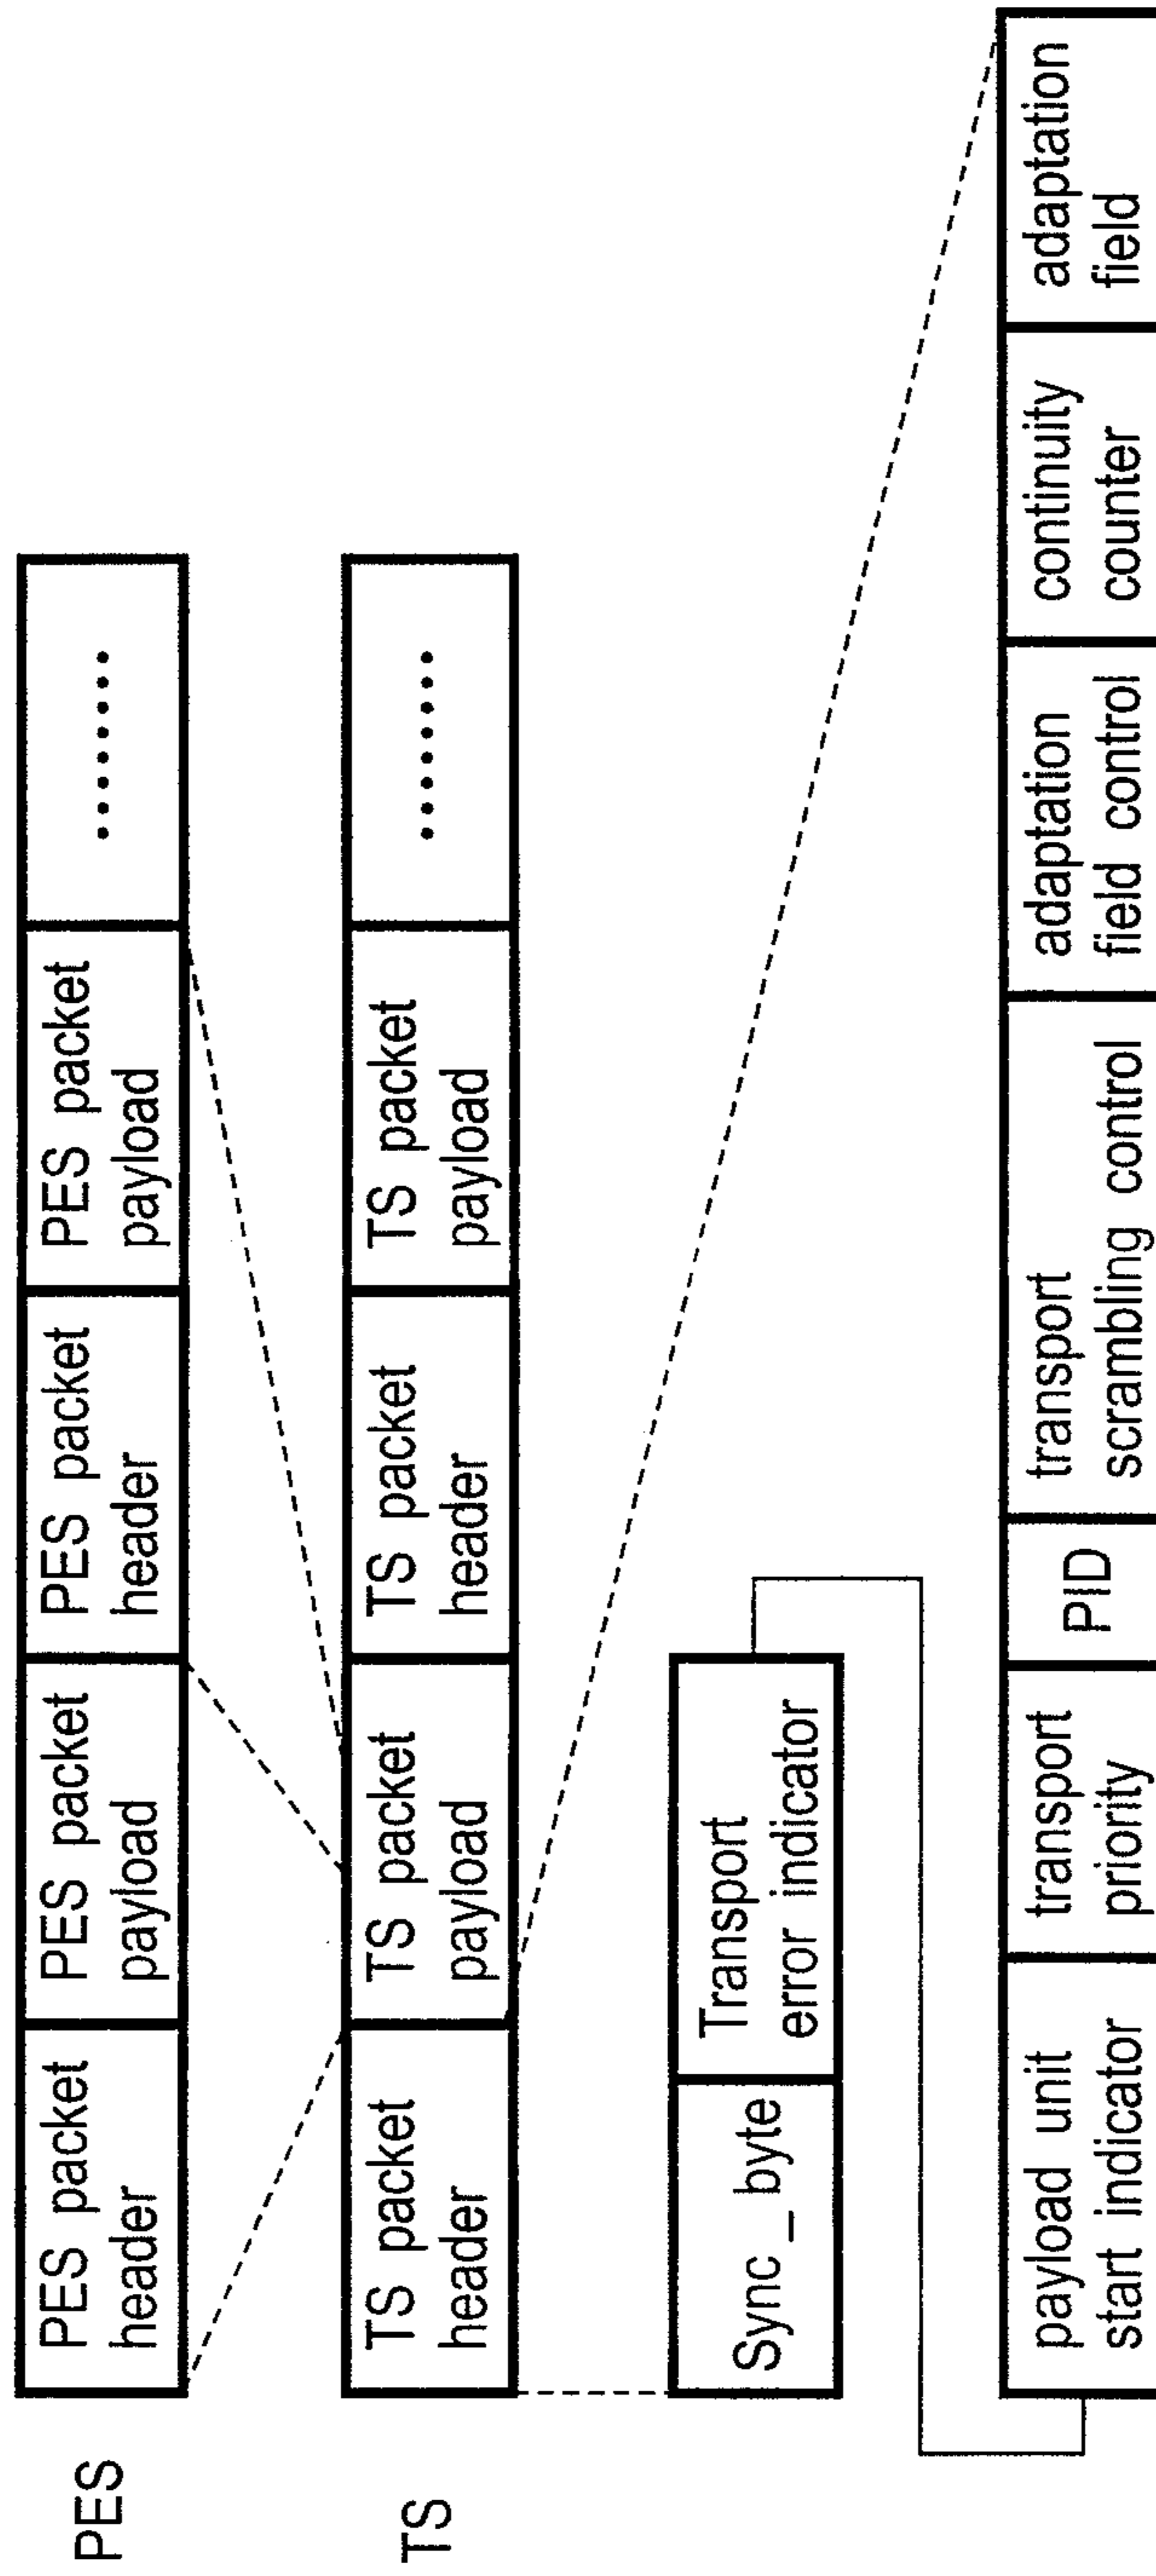 PES
PES packet
header
PES packet
payload
PES packet
header
PES packet
payload
.......
TS
TS packet
header
TS packet
payload
TS packet
header
TS packet
payload
.......
Sync_byte
Transport
error indicator
payload unit
start indicator
transport
priority
PID
transport
scrambling control
adaptation
field control
continuity
counter
adaptation
field